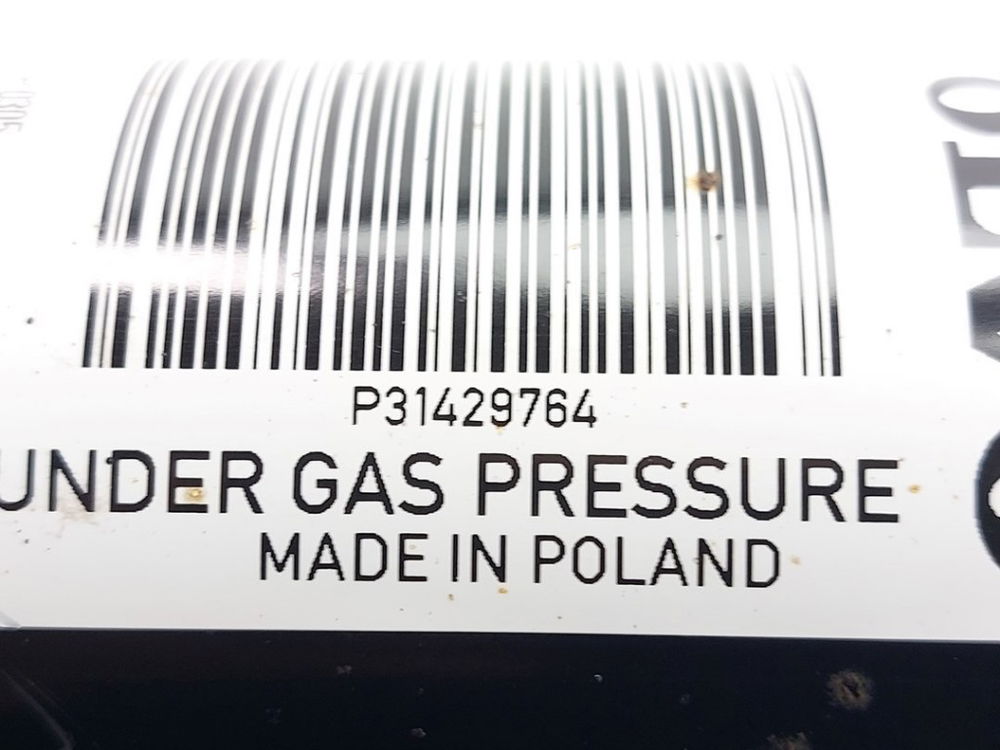 P31429764
UNDER GAS PRESSURE
MADE IN POLAND